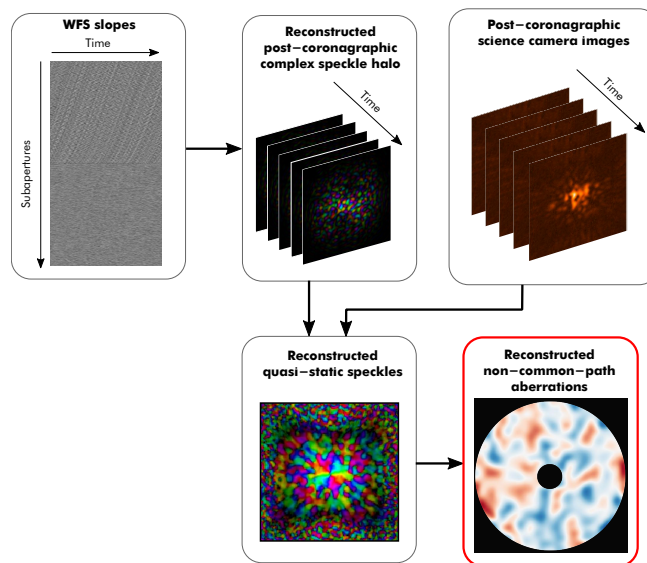 WFS slopes
Time
Subapertures
Reconstructed
post−coronagraphic
complex speckle halo
Time
Post−coronagraphic
science camera images
Time
Reconstructed
quasi−static speckles
Reconstructed
non−common−path
aberrations